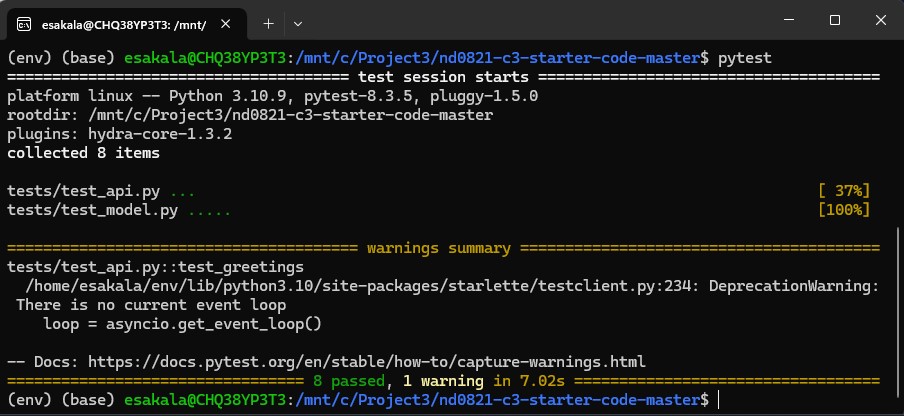 esakala@CHQ38YP3T3: /mnt/
(env) (base) esakala@CHQ38YP3T3:/mnt/c/Project3/nd0821-c3-starter-code-master$ pytest
====================================== test session starts ======================================
platform linux -- Python 3.10.9, pytest-8.3.5, pluggy-1.5.0
rootdir: /mnt/c/Project3/nd0821-c3-starter-code-master
plugins: hydra-core-1.3.2
collected 8 items
tests/test_api.py ... [ 37%]
tests/test_model.py ..... [100%]
======================================= warnings summary ========================================
tests/test_api.py::test_greetings
/home/esakala/env/lib/python3.10/site-packages/starlette/testclient.py:234: DeprecationWarning:
There is no current event loop
loop = asyncio.get_event_loop()
-- Docs: https://docs.pytest.org/en/stable/how-to/capture-warnings.html
================================= 8 passed, 1 warning in 7.02s ==================================
(env) (base) esakala@CHQ38YP3T3:/mnt/c/Project3/nd0821-c3-starter-code-master$